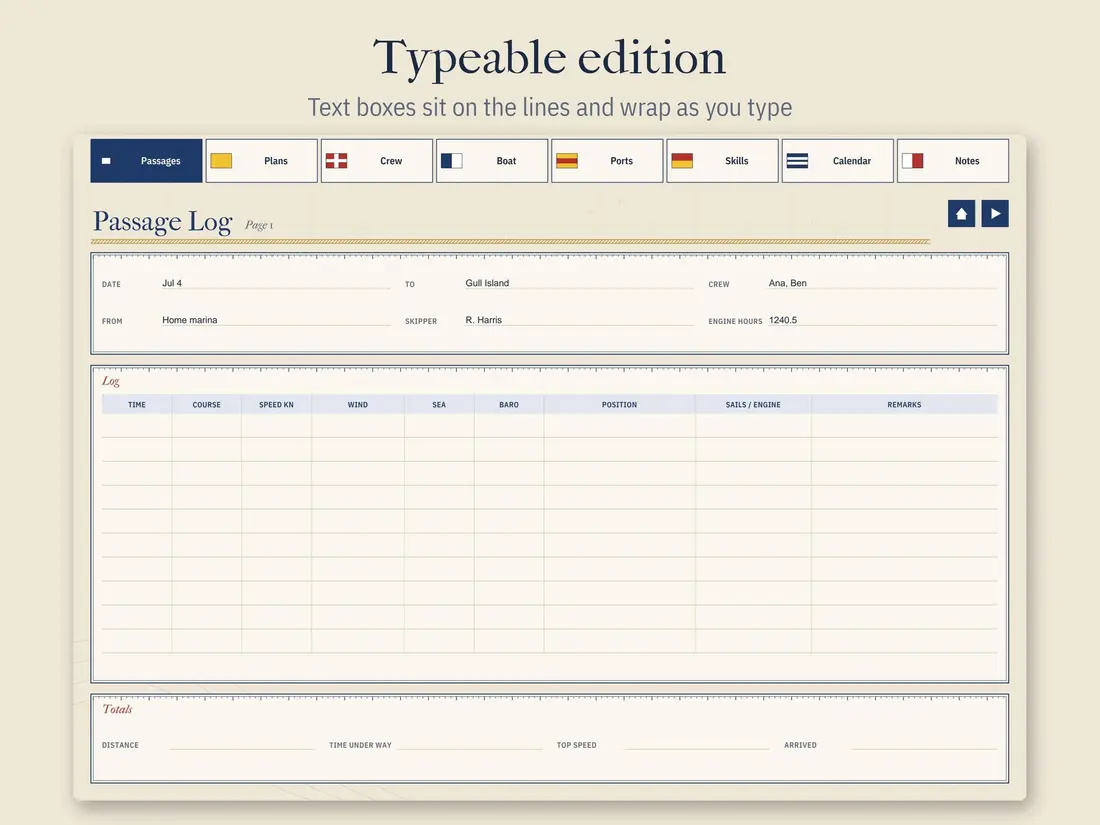 Typeable edition
Text boxes sit on the lines and wrap as you type
Passages Plans Crew Boat Ports Skills Calendar Notes
Passage Log Page 1
DATE Jul 4 TO Gull Island CREW Ana, Ben
FROM Home marina SKIPPER R. Harris ENGINE HOURS 1240.5
Log
TIME COURSE SPEED KN WIND SEA BARO POSITION SAILS / ENGINE REMARKS
Totals
DISTANCE TIME UNDER WAY TOP SPEED ARRIVED